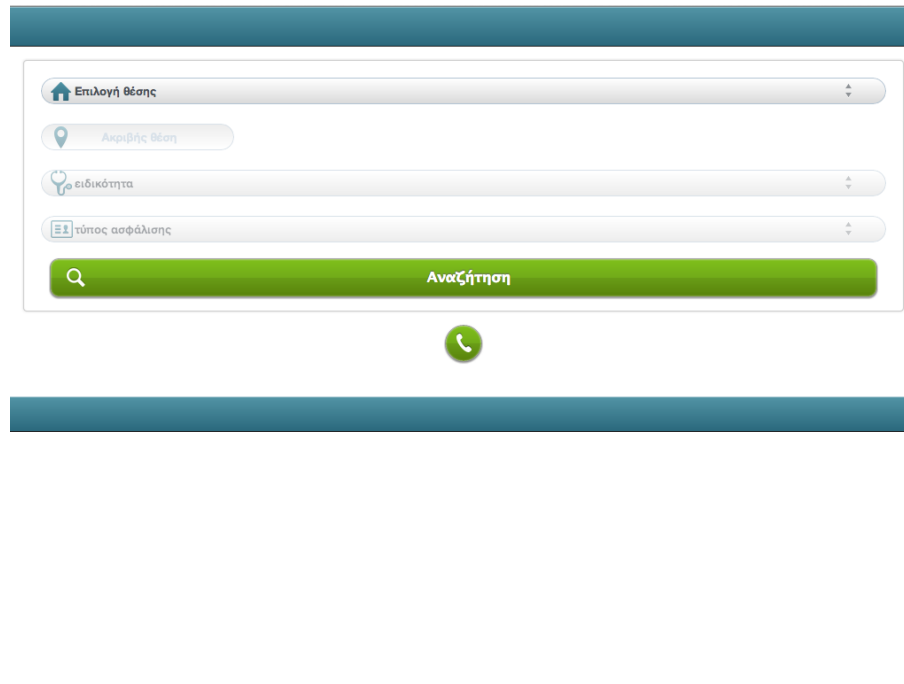 Επιλογή θέσης
Ακριβής θέση
ειδικότητα
τύπος ασφάλισης
Αναζήτηση